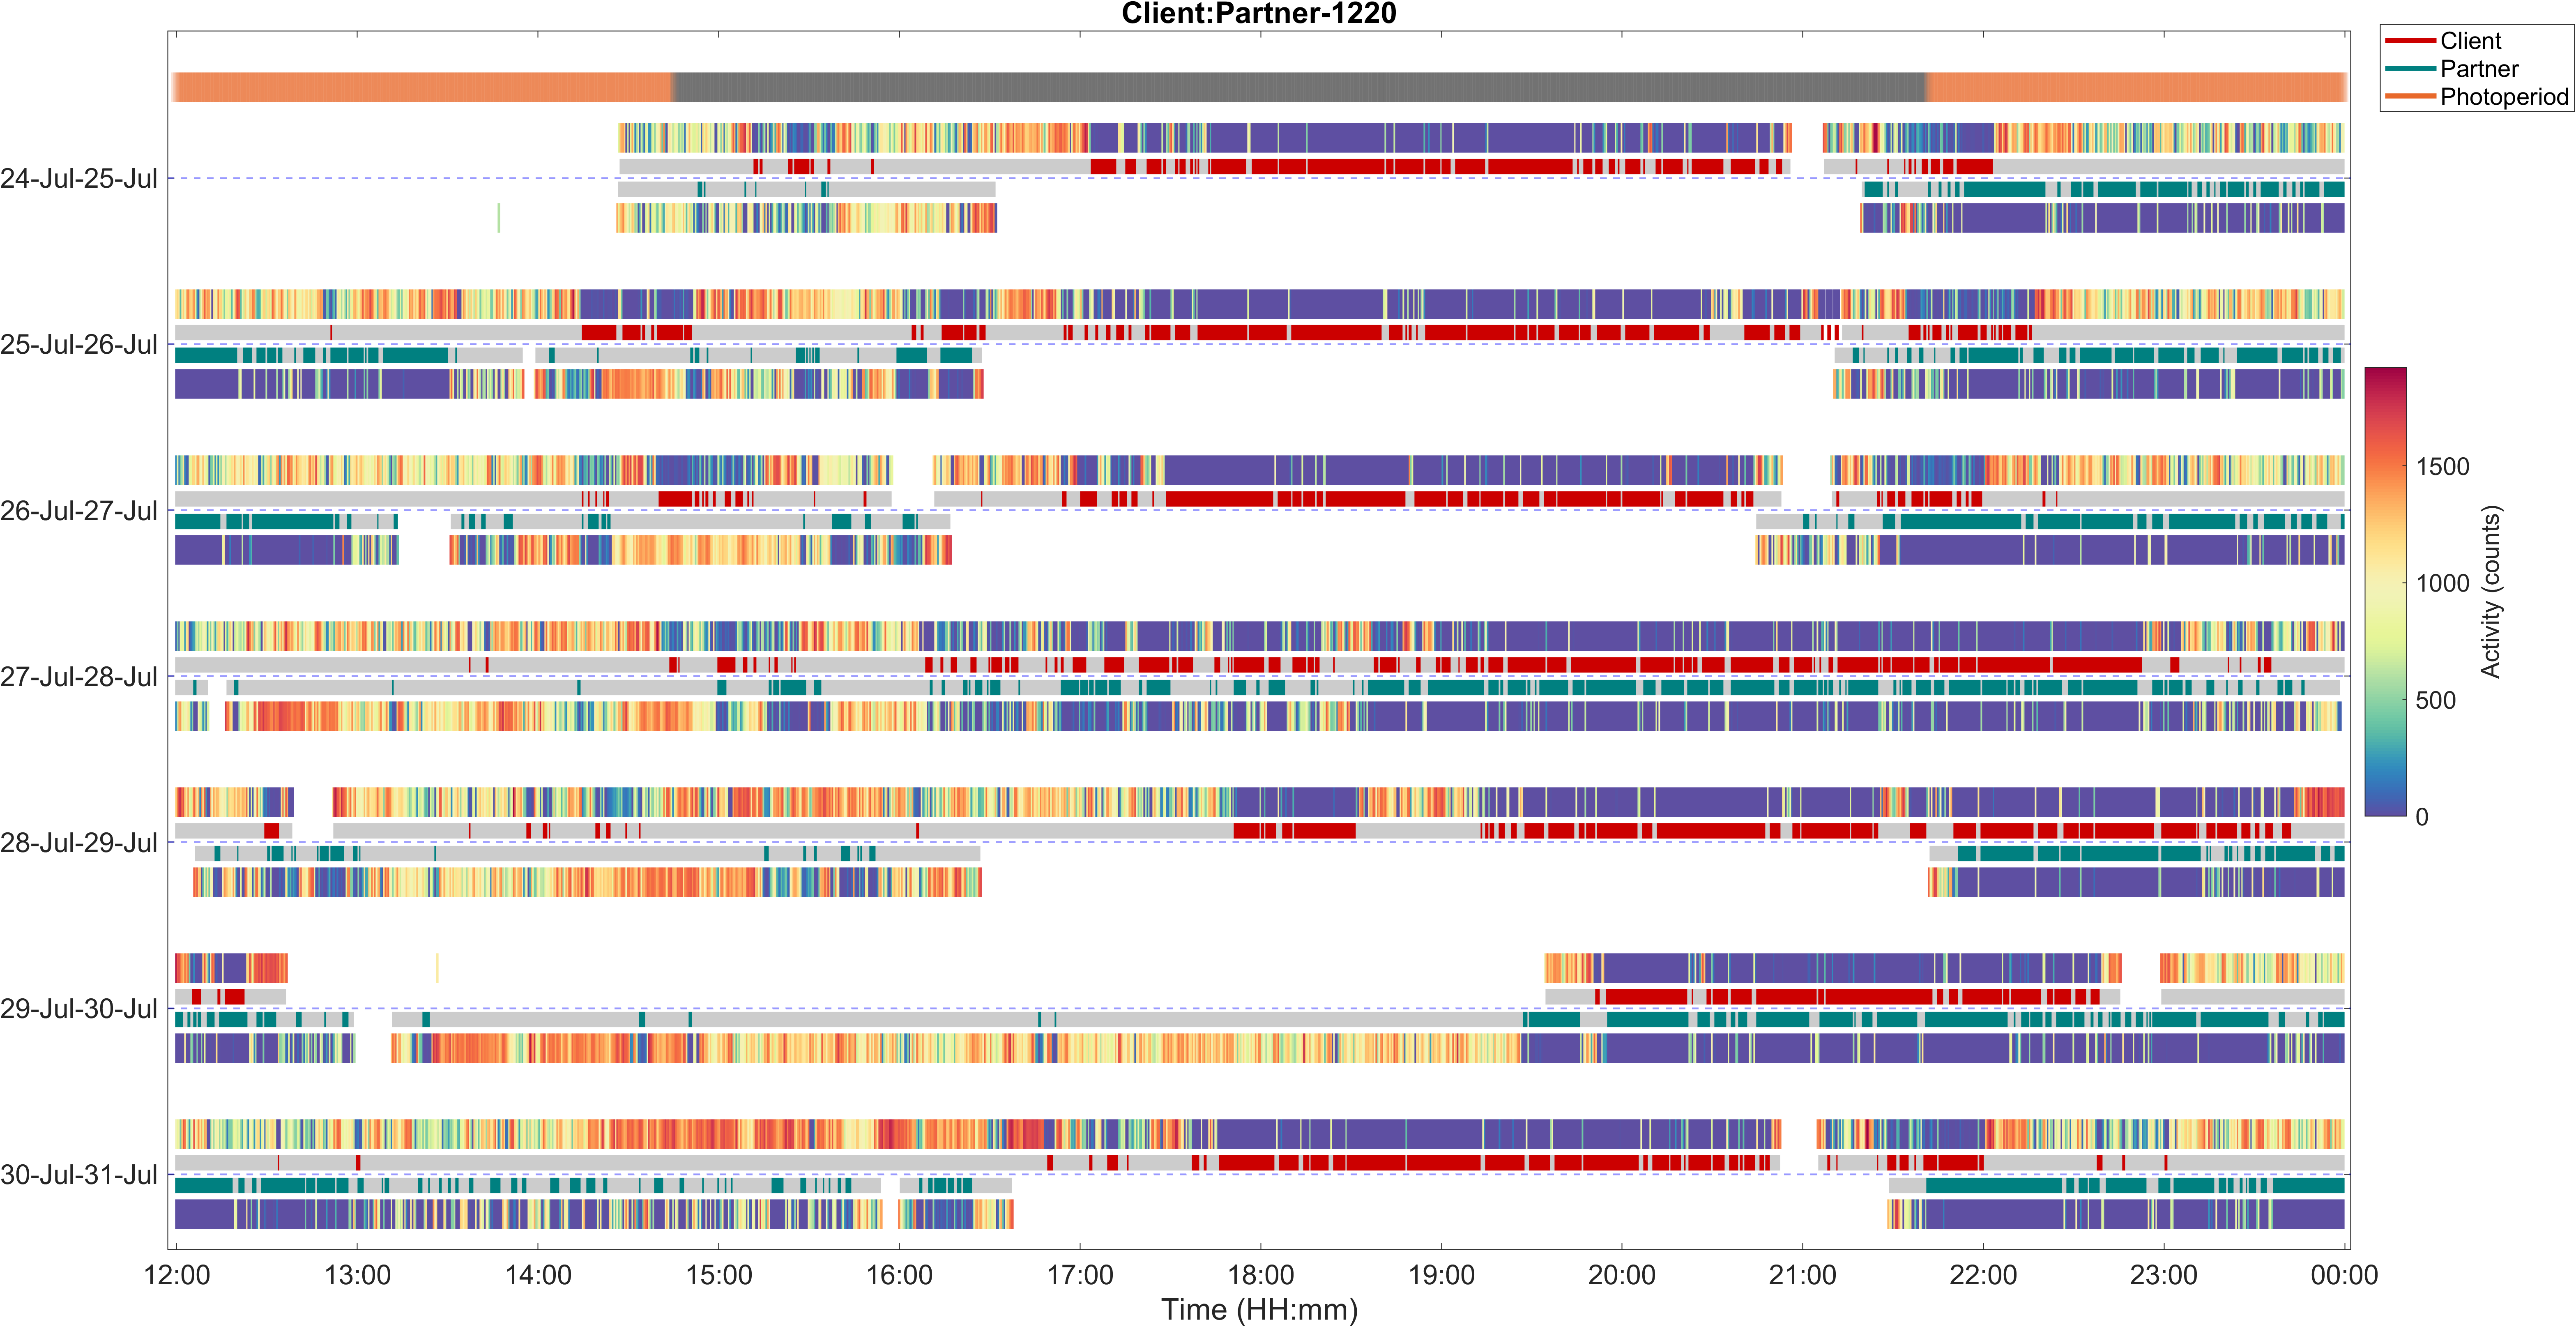 Client:Partner-1220
Client
Partner
Photoperiod
24-Jul-25-Jul
25-Jul-26-Jul
26-Jul-27-Jul
27-Jul-28-Jul
28-Jul-29-Jul
29-Jul-30-Jul
30-Jul-31-Jul
1500
1000
500
0
Activity (counts)
12:00 13:00 14:00 15:00 16:00 17:00 18:00 19:00 20:00 21:00 22:00 23:00 00:00
Time (HH:mm)